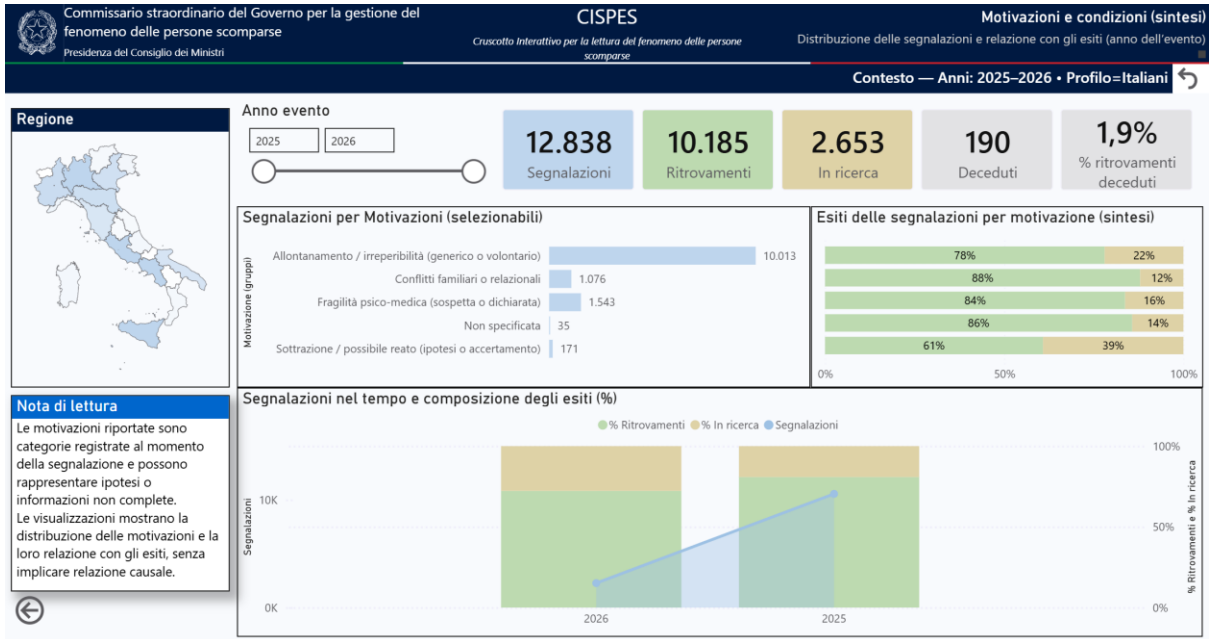 Commissario straordinario del Governo per la gestione del
fenomeno delle persone scomparse
Presidenza del Consiglio dei Ministri
CISPES
Cruscotto Interattivo per la lettura del fenomeno delle persone
scomparse
Motivazioni e condizioni (sintesi)
Distribuzione delle segnalazioni e relazione con gli esiti (anno dell'evento)
Contesto — Anni: 2025–2026 • Profilo=Italiani
Regione
Anno evento
2025
2026
12.838
Segnalazioni
10.185
Ritrovamenti
2.653
In ricerca
190
Deceduti
1,9%
% ritrovamenti
deceduti
Segnalazioni per Motivazioni (selezionabili)
Motivazione (gruppi)
Allontanamento / irreperibilità (generico o volontario)
10.013
Conflitti familiari o relazionali
1.076
Fragilità psico-medica (sospetta o dichiarata)
1.543
Non specificata
35
Sottrazione / possibile reato (ipotesi o accertamento)
171
Esiti delle segnalazioni per motivazione (sintesi)
78% 22%
88% 12%
84% 16%
86% 14%
61% 39%
0% 50% 100%
Nota di lettura
Le motivazioni riportate sono
categorie registrate al momento
della segnalazione e possono
rappresentare ipotesi o
informazioni non complete.
Le visualizzazioni mostrano la
distribuzione delle motivazioni e la
loro relazione con gli esiti, senza
implicare relazione causale.
Segnalazioni nel tempo e composizione degli esiti (%)
% Ritrovamenti % In ricerca Segnalazioni
Segnalazioni
10K
0K
100%
50%
0%
% Ritrovamenti e % In ricerca
2026 2025